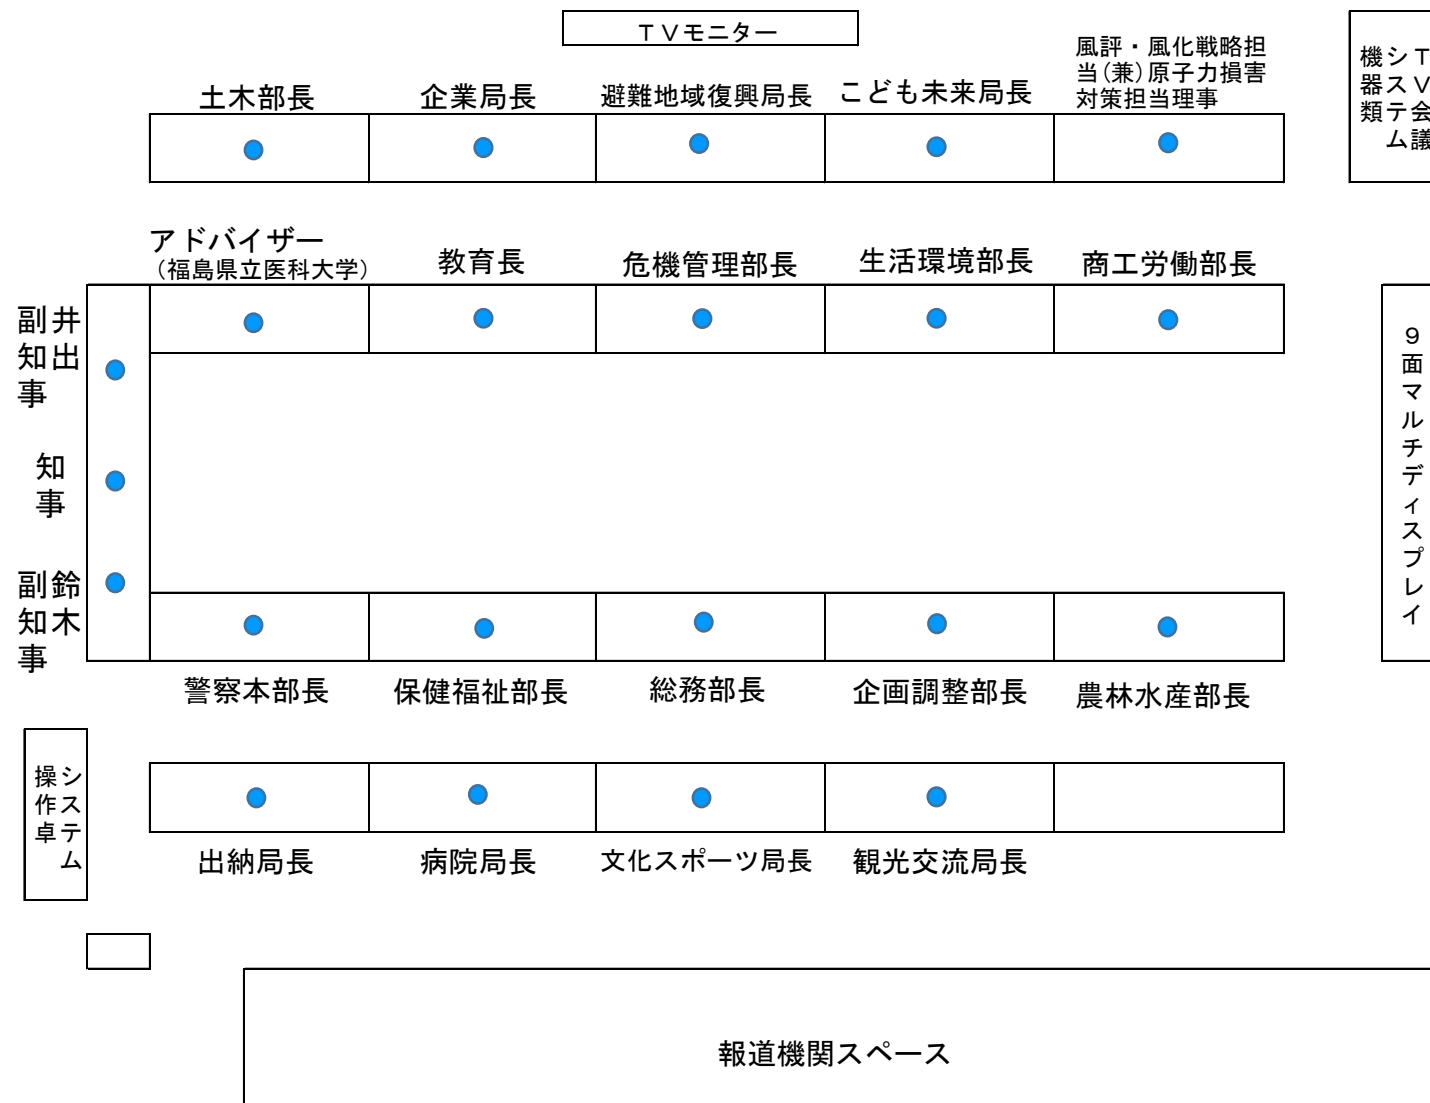 ＴＶモニター
風評・風化戦略担
当(兼)原子力損害
対策担当理事
土木部長
企業局長
避難地域復興局長
こども未来局長
ＴＶ会議
システム
機器類
アドバイザー
（福島県立医科大学）
教育長
危機管理部長
生活環境部長
商工労働部長
井出
副知事
知事
鈴木
副知事
９面マルチディスプレイ
警察本部長
保健福祉部長
総務部長
企画調整部長
農林水産部長
システム
操作卓
出納局長
病院局長
文化スポーツ局長
観光交流局長
報道機関スペース